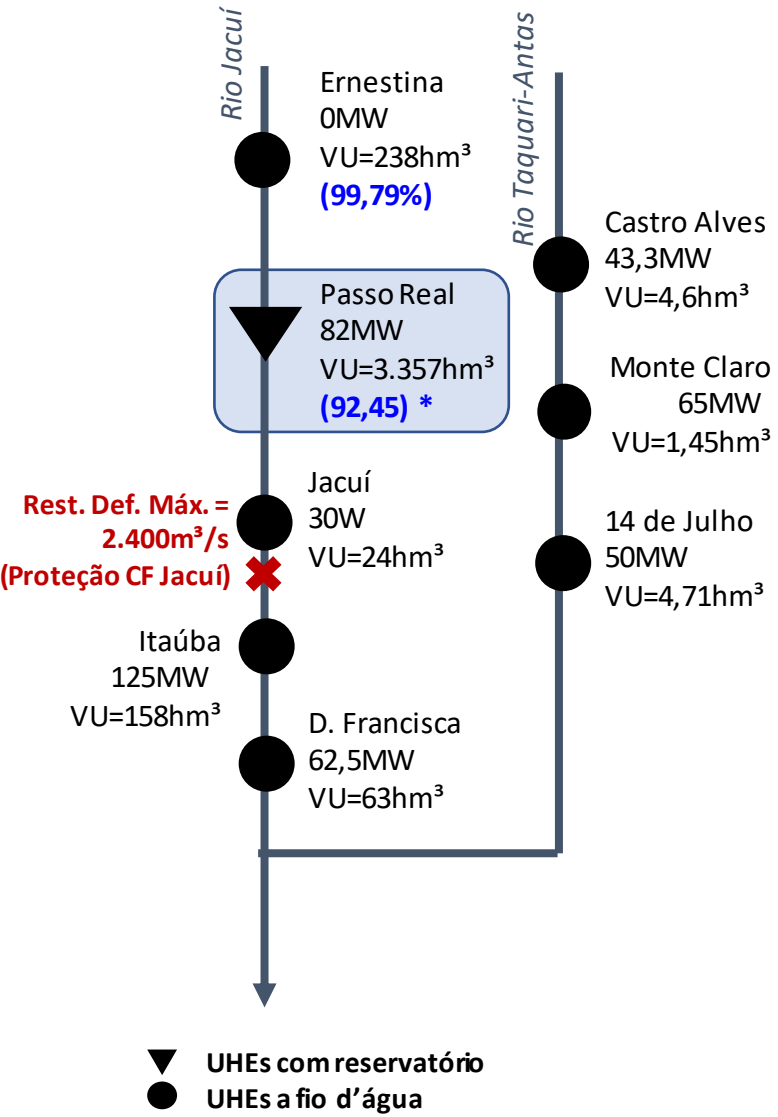 Rio Jacuí
Ernestina
0MW
VU=238hm³
(99,79%)
Passo Real
82MW
VU=3.357hm³
(92,45) *
Rest. Def. Máx. =
2.400m³/s
(Proteção CF Jacuí)
Jacuí
30W
VU=24hm³
Itaúba
125MW
VU=158hm³
D. Francisca
62,5MW
VU=63hm³
Rio Taquari-Antas
Castro Alves
43,3MW
VU=4,6hm³
Monte Claro
65MW
VU=1,45hm³
14 de Julho
50MW
VU=4,71hm³
UHEs com reservatório
UHEs a fio d'água